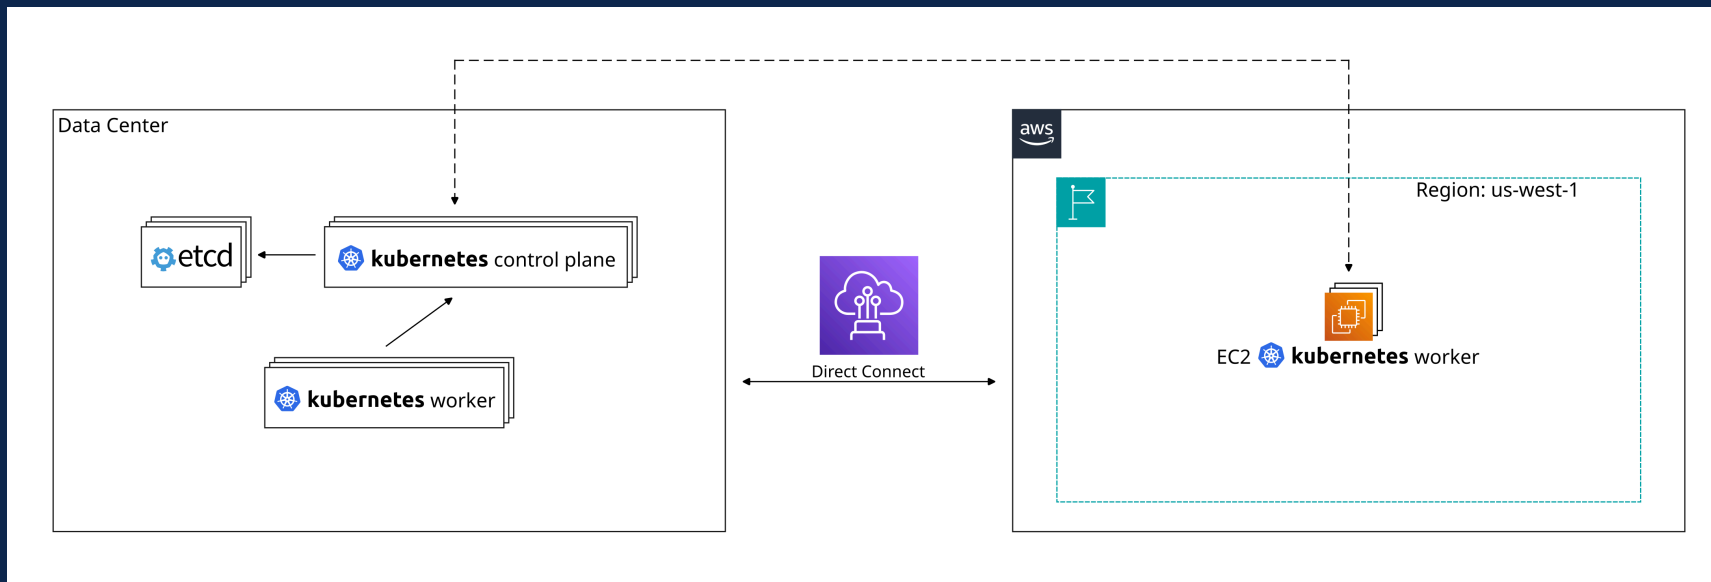 Data Center
etcd
kubernetes control plane
kubernetes worker
Direct Connect
aws
Region: us-west-1
EC2 kubernetes worker